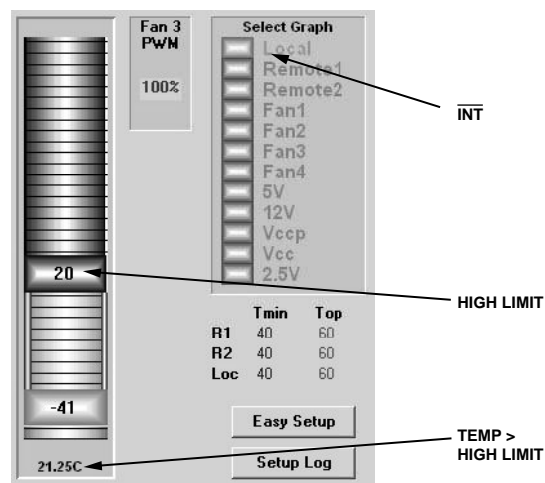 Fan 3
PWM
100%
Select Graph
Local
Remote1
Remote2
Fan1
Fan2
Fan3
Fan4
5V
12V
Vccp
Vcc
2.5V
INT
20
HIGH LIMIT
Tmin Top
R1 40 60
R2 40 60
Loc 40 60
-41
Easy Setup
TEMP >
HIGH LIMIT
21.25C
Setup Log